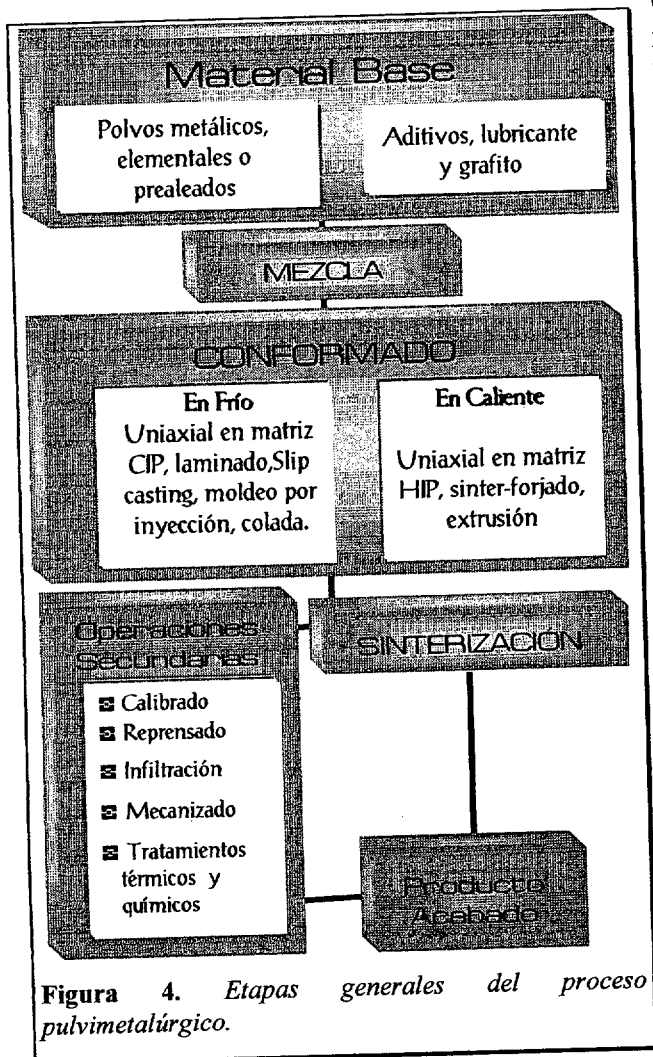 Material Base
Polvos metálicos,
elementales o
prealeados
Aditivos, lubricante
y grafito
MEZCLA
CONFORMADO
En Frío
Uniaxial en matriz
CIP, laminado,Slip
casting, moldeo por
inyección, colada.
En Caliente
Uniaxial en matriz
HIP, sinter-forjado,
extrusión
Operaciones
Secundarias
Calibrado
Reprensado
Infiltración
Mecanizado
Tratamientos
térmicos y
químicos
SINTERIZACIÓN
Producto
Acabado
Figura 4. Etapas generales del proceso
pulvimetalúrgico.